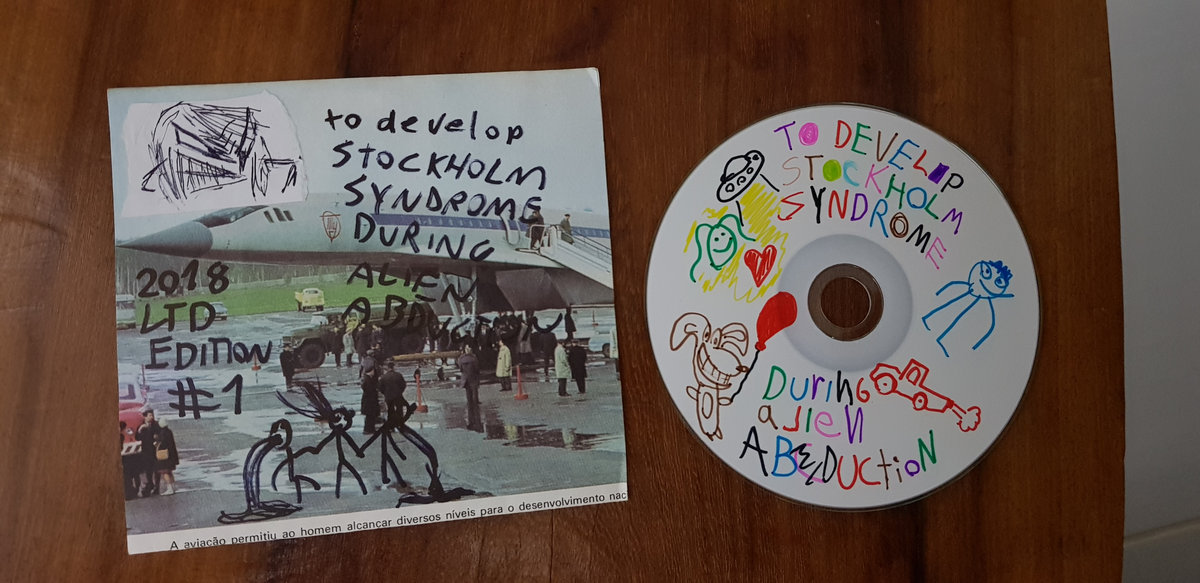 to develop
STOCKHOLM
SYNDROME
DURING
ALIEN
ABDUCTION
2018
LTD
EDITION
#1
A aviação permitiu ao homem alcançar diversos níveis para o desenvolvimento nac
TO DEVELOP
STOCKHOLM
SYNDROME
DURING
alien
ABEDUCtiON